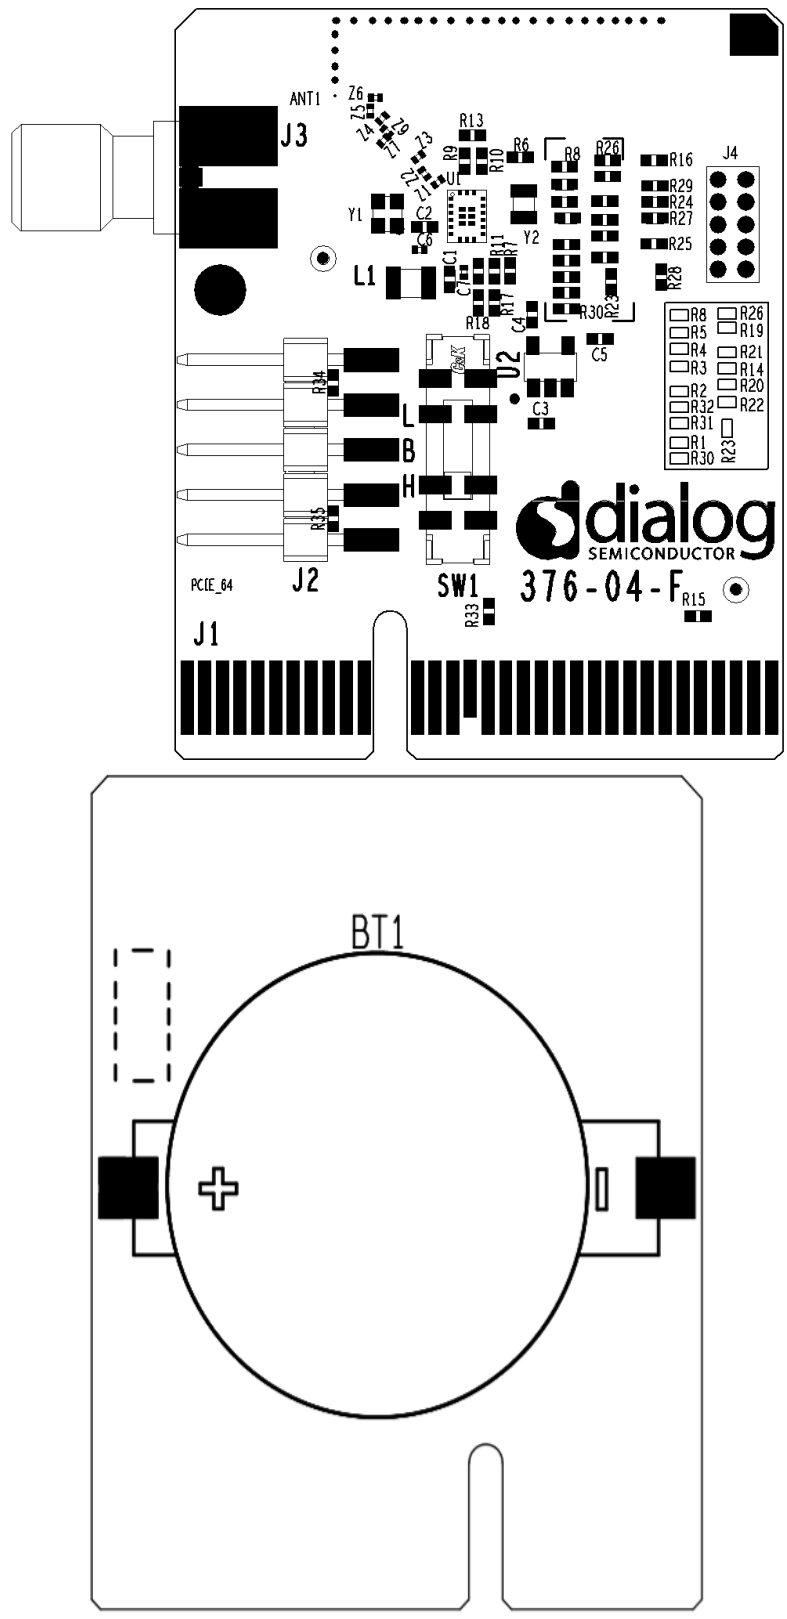 ANT1
Z6
Z5
Z4
Z9
Z7
Z3
Z2
Z1
J3
R13
R9
R10
R6
R8
R26
R16
J4
U1
R29
R24
R27
R25
R28
Y1
C2
C6
Y2
L1
C1
C7
R11
R7
R17
R18
C4
R30
R23
C5
C&K
D2
C3
R34
R35
L
B
H
R8
R26
R5
R19
R4
R21
R3
R14
R2
R20
R32
R22
R31
R1
R23
R30
dialog
SEMICONDUCTOR
376-04-F
PCIE_64
J2
SW1
R33
R15
J1
BT1
+
-